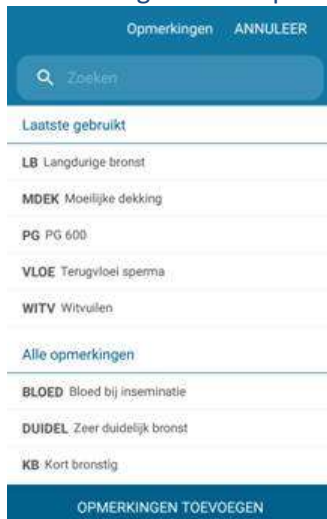 Opmerkingen ANNULEER
Zoeken
Laatste gebruikt
LB Langdurige bronst
MDEK Moeilijke dekking
PG PG 600
VLOE Terugvloei sperma
WITV Witvuilen
Alle opmerkingen
BLOED Bloed bij inseminatie
DUIDEL Zeer duidelijk bronst
KB Kort bronstig
OPMERKINGEN TOEVOEGEN